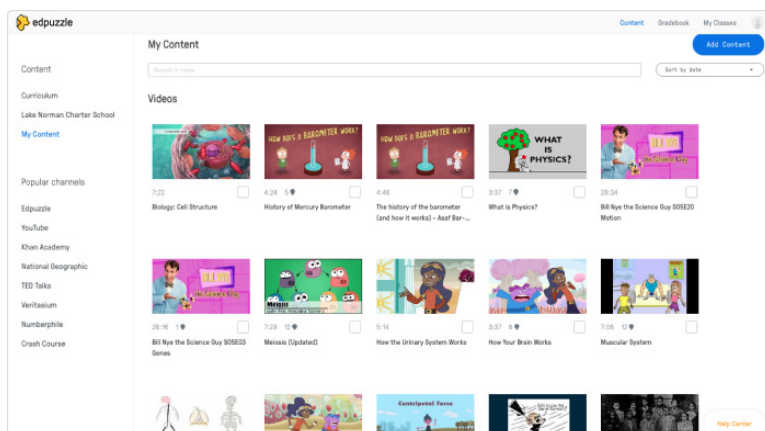 edpuzzle
Content Gradebook My Classes
My Content
Add Content
Content
Search in folder
Sort by date
Curriculum
Lake Norman Charter School
My Content
Videos
HOW DOES A BAROMETER WORK?
HOW DOES A BAROMETER WORK?
WHAT IS PHYSICS?
7:22
4:24 5
4:46
3:37 7
28:34
Biology: Cell Structure
History of Mercury Barometer
The history of the barometer
(and how it works) - Asaf Bar-...
What is Physics?
Bill Nye the Science Guy S05E20
Motion
Popular channels
Edpuzzle
YouTube
Khan Academy
National Geographic
TED Talks
Veritasium
Numberphile
Crash Course
Meiosis
28:16 1
7:29 12
5:14
3:37 8
7:06 12
Bill Nye the Science Guy S05E03
Genes
Meiosis (Updated)
How the Urinary System Works
How Your Brain Works
Muscular System
Centripetal Force
Help Center